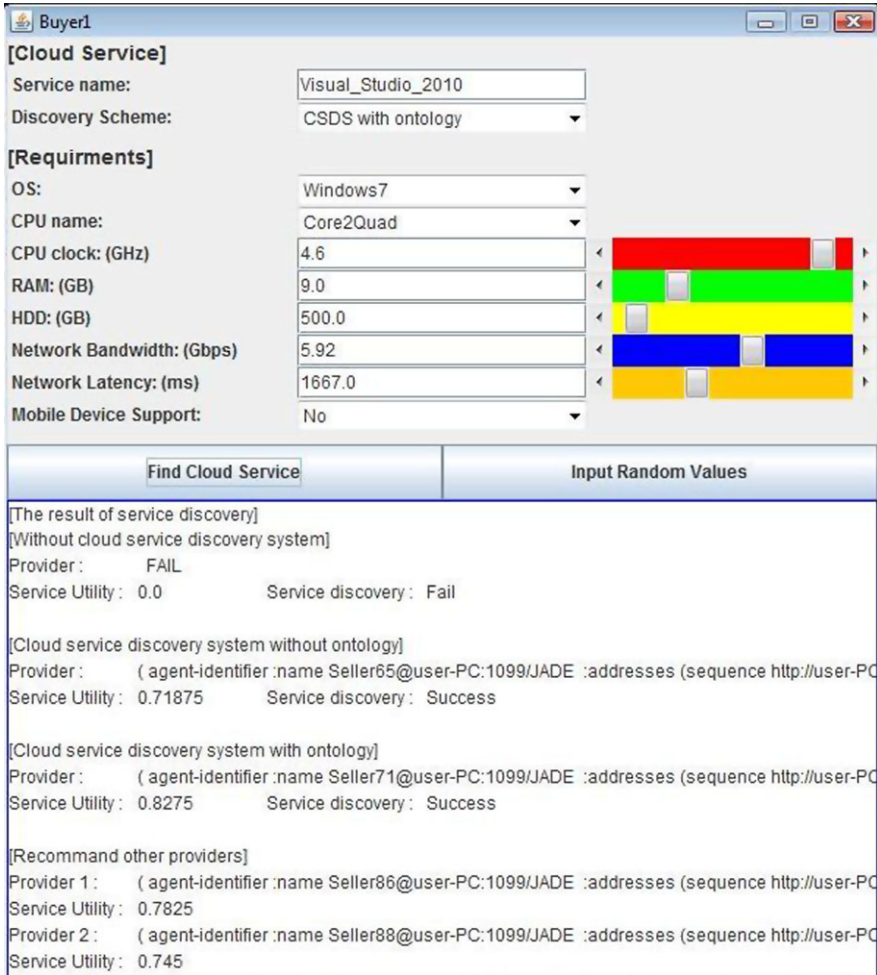 Buyer1
[Cloud Service]
Service name: Visual_Studio_2010
Discovery Scheme: CSDS with ontology
[Requirments]
OS: Windows7
CPU name: Core2Quad
CPU clock: (GHz) 4.6
RAM: (GB) 9.0
HDD: (GB) 500.0
Network Bandwidth: (Gbps) 5.92
Network Latency: (ms) 1667.0
Mobile Device Support: No
Find Cloud Service Input Random Values
[The result of service discovery]
[Without cloud service discovery system]
Provider : FAIL
Service Utility : 0.0 Service discovery : Fail
[Cloud service discovery system without ontology]
Provider : ( agent-identifier :name Seller65@user-PC:1099/JADE :addresses (sequence http://user-PC
Service Utility : 0.71875 Service discovery : Success
[Cloud service discovery system with ontology]
Provider : ( agent-identifier :name Seller71@user-PC:1099/JADE :addresses (sequence http://user-PC
Service Utility : 0.8275 Service discovery : Success
[Recommand other providers]
Provider 1 : ( agent-identifier :name Seller86@user-PC:1099/JADE :addresses (sequence http://user-PC
Service Utility : 0.7825
Provider 2 : ( agent-identifier :name Seller88@user-PC:1099/JADE :addresses (sequence http://user-PC
Service Utility : 0.745